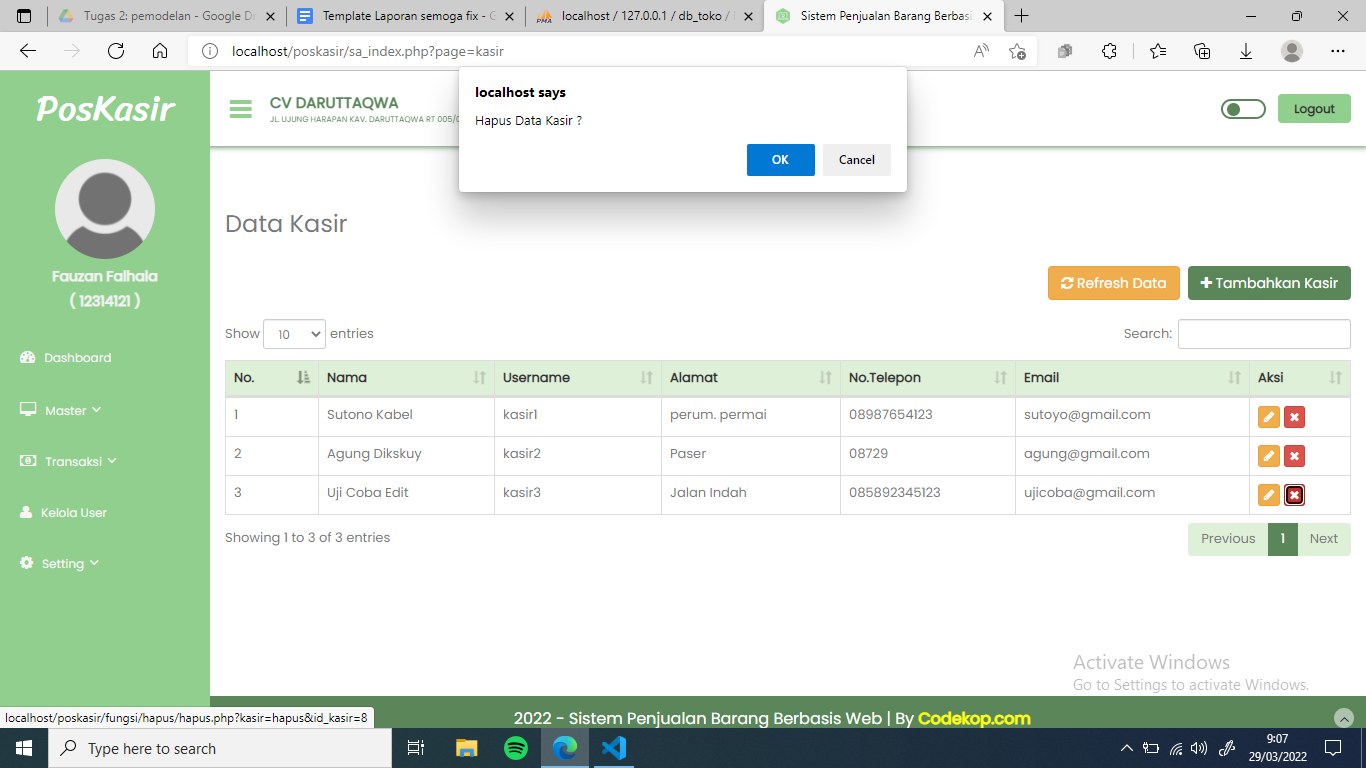 Tugas 2: pemodelan - Google Dr
Template Laporan semoga fix - G
localhost / 127.0.0.1 / db_toko /
Sistem Penjualan Barang Berbasi
localhost/poskasir/sa_index.php?page=kasir
localhost says
Hapus Data Kasir ?
OK
Cancel
PosKasir
CV DARUTTAQWA
JL. UJUNG HARAPAN KAV. DARUTTAQWA RT 005/0
Logout
Fauzan Falhala
( 12314121 )
Dashboard
Master
Transaksi
Kelola User
Setting
Data Kasir
Refresh Data
Tambahkan Kasir
Show 10 entries
Search:
No. Nama Username Alamat No.Telepon Email Aksi
1 Sutono Kabel kasir1 perum. permai 08987654123 sutoyo@gmail.com
2 Agung Dikskuy kasir2 Paser 08729 agung@gmail.com
3 Uji Coba Edit kasir3 Jalan Indah 085892345123 ujicoba@gmail.com
Showing 1 to 3 of 3 entries
Previous 1 Next
Activate Windows
Go to Settings to activate Windows.
localhost/poskasir/fungsi/hapus/hapus.php?kasir=hapus&id_kasir=8
2022 - Sistem Penjualan Barang Berbasis Web | By Codekop.com
Type here to search
9:07
29/03/2022